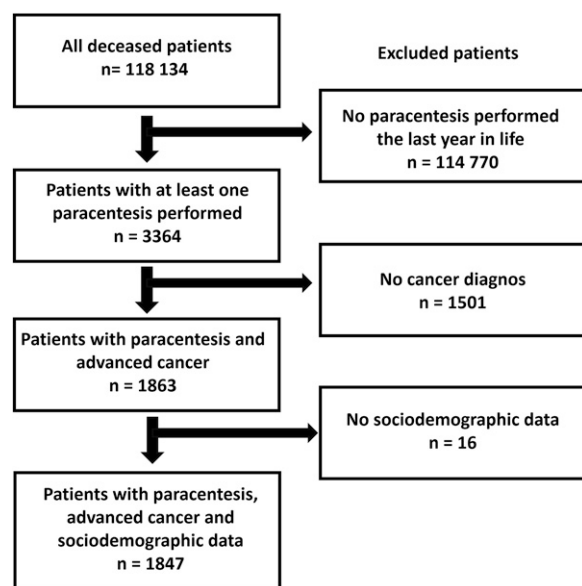 All deceased patients
n= 118 134
Excluded patients
No paracentesis performed
the last year in life
n = 114 770
Patients with at least one
paracentesis performed
n = 3364
No cancer diagnos
n = 1501
Patients with paracentesis and
advanced cancer
n = 1863
No sociodemographic data
n = 16
Patients with paracentesis,
advanced cancer and
sociodemographic data
n = 1847